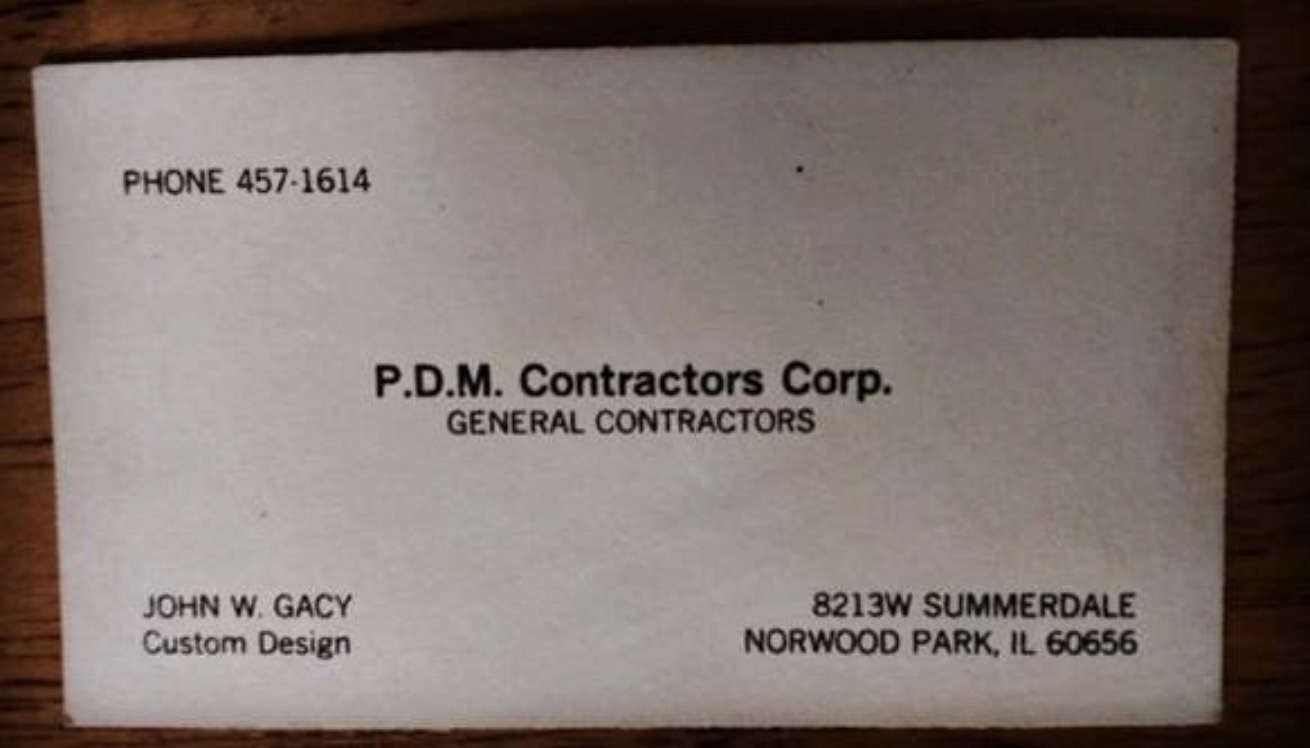 PHONE 457-1614
P.D.M. Contractors Corp.
GENERAL CONTRACTORS
JOHN W. GACY
Custom Design
8213W SUMMERDALE
NORWOOD PARK, IL 60656